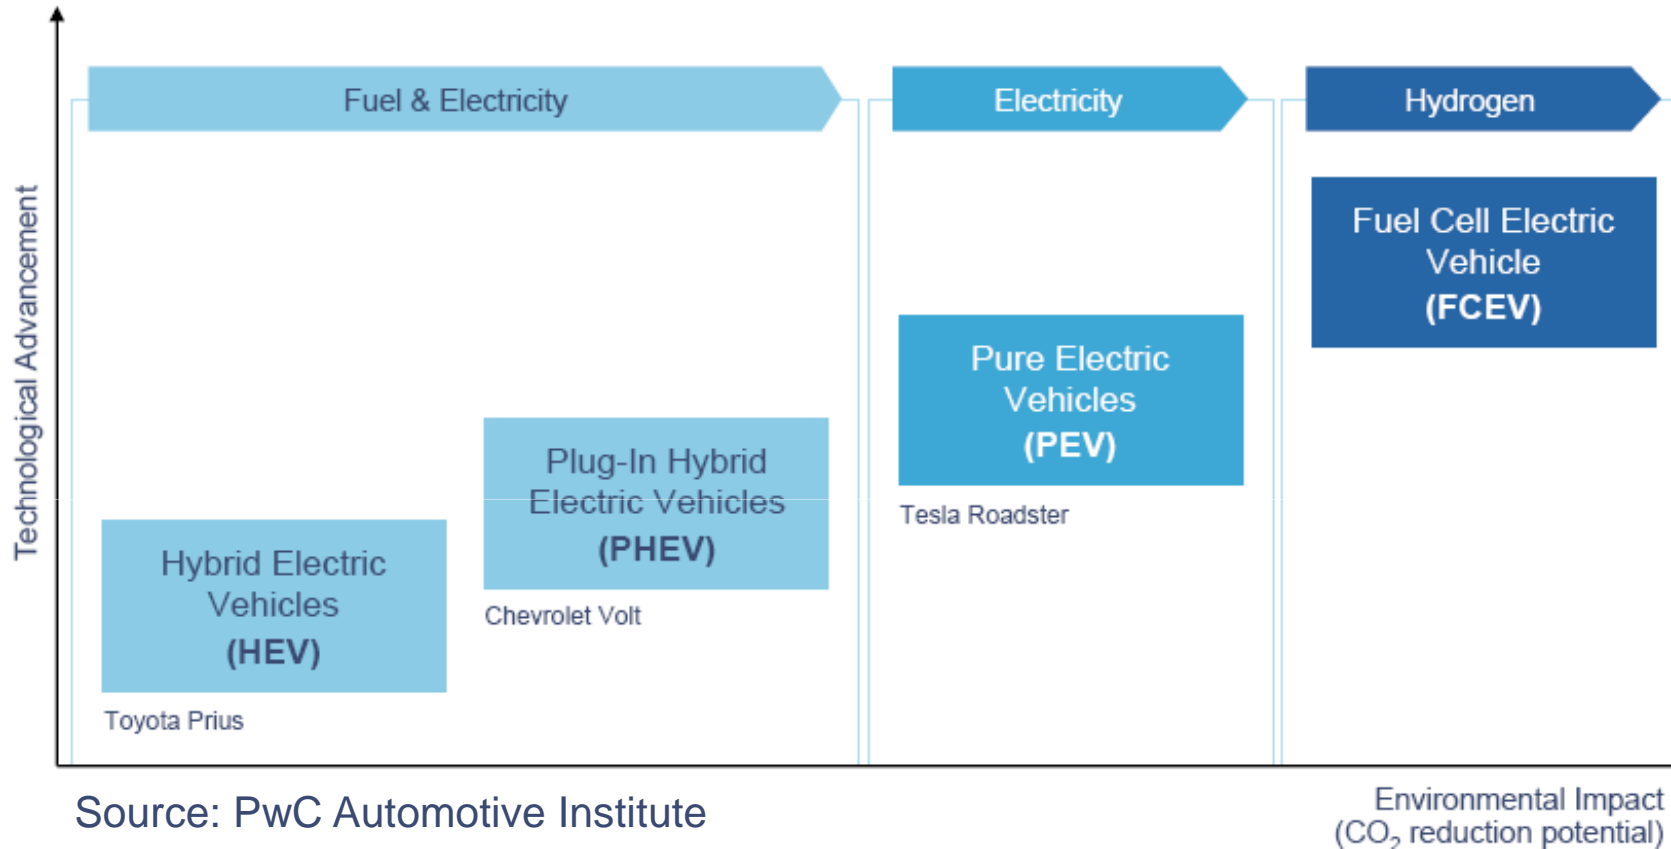 Technological Advancement
Fuel & Electricity
Electricity
Hydrogen
Hybrid Electric
Vehicles
(HEV)
Toyota Prius
Plug-In Hybrid
Electric Vehicles
(PHEV)
Chevrolet Volt
Pure Electric
Vehicles
(PEV)
Tesla Roadster
Fuel Cell Electric
Vehicle
(FCEV)
Source: PwC Automotive Institute
Environmental Impact
(CO₂ reduction potential)